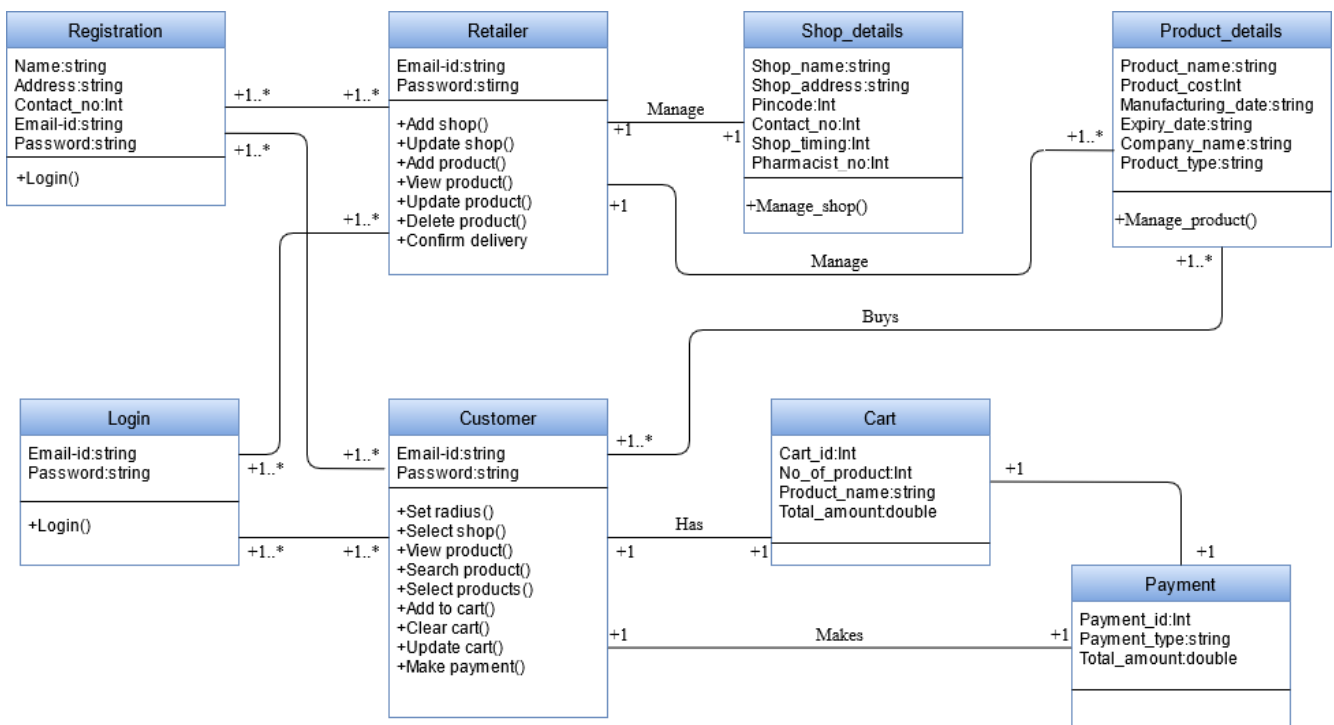 Registration
Name:string
Address:string
Contact_no:Int
Email-id:string
Password:string
+Login()
+1..*
+1..*
+1..*
Retailer
Email-id:string
Password:stirng
+Add shop()
+Update shop()
+Add product()
+View product()
+Update product()
+Delete product()
+Confirm delivery
+1..*
Manage
+1
+1
Shop_details
Shop_name:string
Shop_address:string
Pincode:Int
Contact_no:Int
Shop_timing:Int
Pharmacist_no:Int
+Manage_shop()
+1
Manage
+1..*
Product_details
Product_name:string
Product_cost:Int
Manufacturing_date:string
Expiry_date:string
Company_name:string
Product_type:string
+Manage_product()
+1..*
Buys
Login
Email-id:string
Password:string
+Login()
+1..*
+1..*
+1..*
+1..*
Customer
Email-id:string
Password:string
+Set radius()
+Select shop()
+View product()
+Search product()
+Select products()
+Add to cart()
+Clear cart()
+Update cart()
+Make payment()
+1..*
Has
+1
+1
Cart
Cart_id:Int
No_of_product:Int
Product_name:string
Total_amount:double
+1
+1
+1
Makes
+1
Payment
Payment_id:Int
Payment_type:string
Total_amount:double